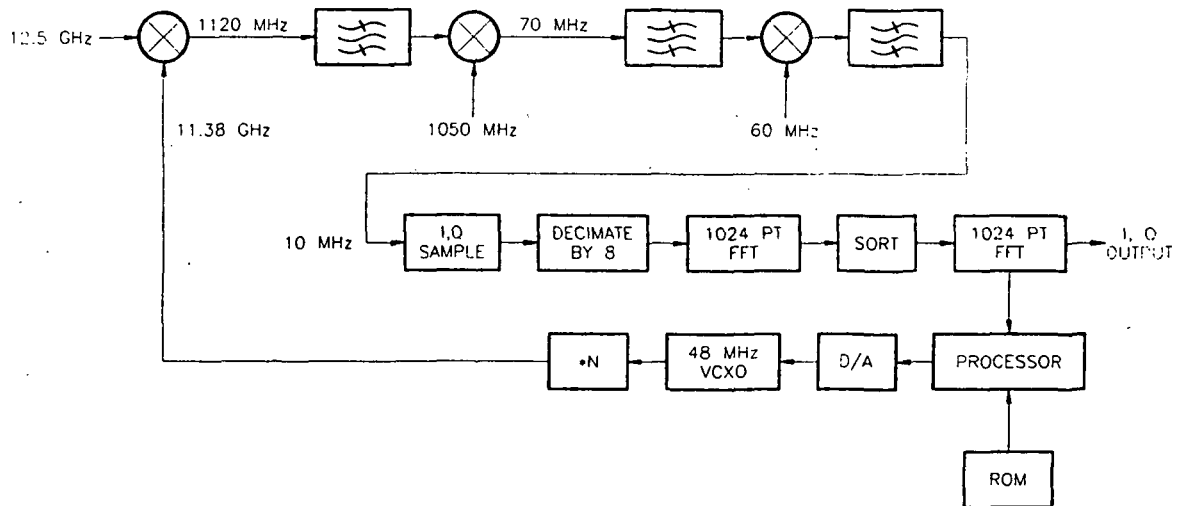 12.5 GHz
1120 MHz
70 MHz
11.38 GHz
1050 MHz
60 MHz
10 MHz
I,Q
SAMPLE
DECIMATE
BY 8
1024 PT
FFT
SORT
1024 PT
FFT
I, Q
OUTPUT
•N
48 MHz
VCXO
D/A
PROCESSOR
ROM